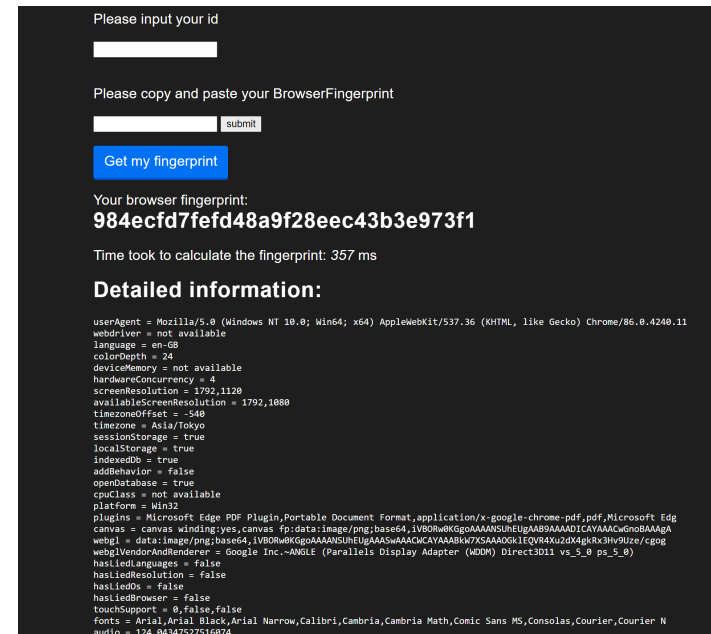 Please input your id
Please copy and paste your BrowserFingerprint
submit
Get my fingerprint
Your browser fingerprint:
984ecfd7fefd48a9f28eec43b3e973f1
Time took to calculate the fingerprint: 357 ms
Detailed information:
userAgent = Mozilla/5.0 (Windows NT 10.0; Win64; x64) AppleWebKit/537.36 (KHTML, like Gecko) Chrome/86.0.4240.11
webdriver = not available
language = en-GB
colorDepth = 24
deviceMemory = not available
hardwareConcurrency = 4
screenResolution = 1792,1120
availableScreenResolution = 1792,1080
timezoneOffset = -540
timezone = Asia/Tokyo
sessionStorage = true
localStorage = true
indexedDb = true
addBehavior = false
openDatabase = true
cpuClass = not available
platform = Win32
plugins = Microsoft Edge PDF Plugin,Portable Document Format,application/x-google-chrome-pdf,pdf,Microsoft Edg
canvas = canvas winding:yes,canvas fp:data:image/png;base64,iVBORw0KGgoAAAANSUhEUgAAB9AAAADICAYAAACwGnoBAAAgA
webgl = data:image/png;base64,iVBORw0KGgoAAAANSUhEUgAAASwAAACWCAYAAABkW7XSAAAOGklEQVR4Xu2dX4gkRx3Hv9Uze/cgog
webglVendorAndRenderer = Google Inc.~ANGLE (Parallels Display Adapter (WDDM) Direct3D11 vs_5_0 ps_5_0)
hasLiedLanguages = false
hasLiedResolution = false
hasLiedOs = false
hasLiedBrowser = false
touchSupport = 0,false,false
fonts = Arial,Arial Black,Arial Narrow,Calibri,Cambria,Cambria Math,Comic Sans MS,Consolas,Courier,Courier N
audio = 124.04347527516074